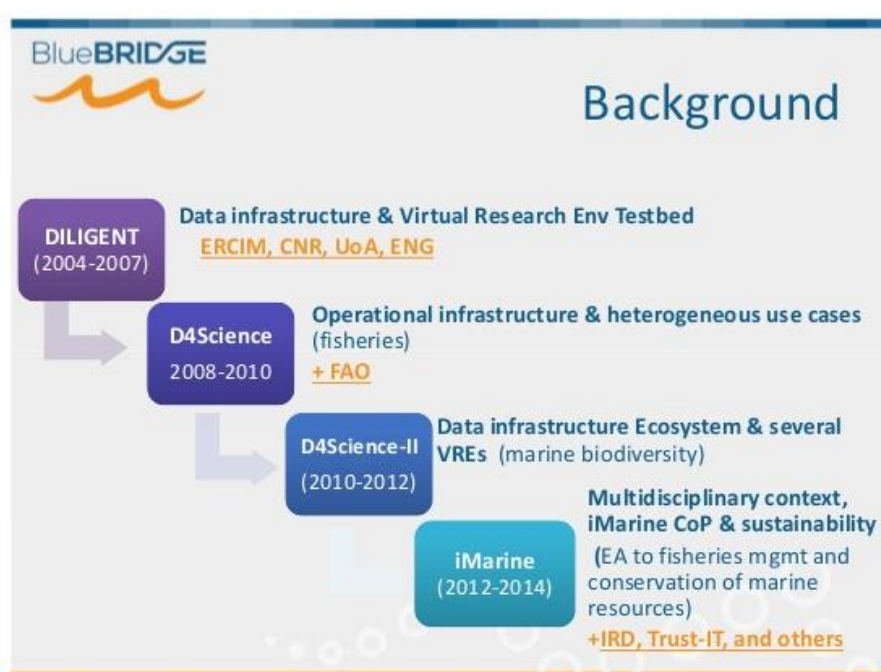 BlueBRIDGE
Background
DILIGENT
(2004-2007)
Data infrastructure & Virtual Research Env Testbed
ERCIM, CNR, UoA, ENG
D4Science
2008-2010
Operational infrastructure & heterogeneous use cases
(fisheries)
+ FAO
D4Science-II
(2010-2012)
Data infrastructure Ecosystem & several
VREs (marine biodiversity)
iMarine
(2012-2014)
Multidisciplinary context,
iMarine CoP & sustainability
(EA to fisheries mgmt and
conservation of marine
resources)
+IRD, Trust-IT, and others